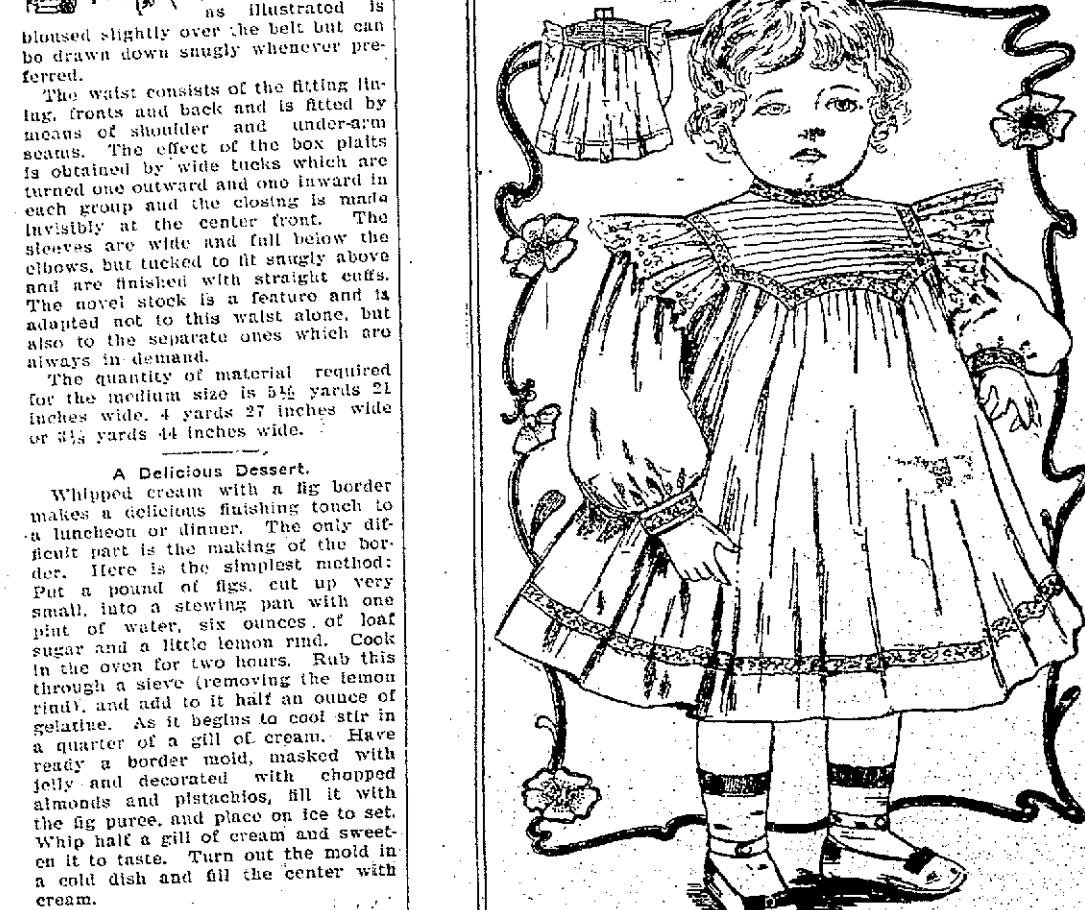 as illustrated is
bloused slightly over the belt but can
be drawn down snugly whenever pre-
ferred.
The waist consists of the fitting lin-
ing, fronts and back and is fitted by
means of shoulder and under-arm
seams. The effect of the box plaits
is obtained by wide tucks which are
turned one outward and one inward in
each group and the closing is made
invisibly at the center front. The
sleeves are wide and full below the
elbows, but tucked to fit snugly above
and are finished with straight cuffs.
The novel stock is a feature and is
adapted not to this waist alone, but
also to the separate ones which are
always in demand.
The quantity of material required
for the medium size is 5½ yards 21
inches wide, 4 yards 27 inches wide
or yards 44 inches wide.
A Delicious Dessert.
Whipped cream with a fig border
makes a delicious finishing touch to
a luncheon or dinner. The only dif-
ficult part is the making of the bor-
der. Here is the simplest method:
Put a pound of figs, cut up very
small, into a stewing pan with one
pint of water, six ounces of loaf
sugar and a little lemon rind. Cook
in the oven for two hours. Rub this
through a sieve (removing the lemon
rind), and add to it half an ounce of
gelatine. As it begins to cool stir in
a quarter of a gill of cream. Have
ready a border mold, masked with
jelly and decorated with chopped
almonds and pistachios, fill it with
the fig puree, and place on ice to set.
Whip half a gill of cream and sweet-
en it to taste. Turn out the mold in
a cold dish and fill the center with
cream.